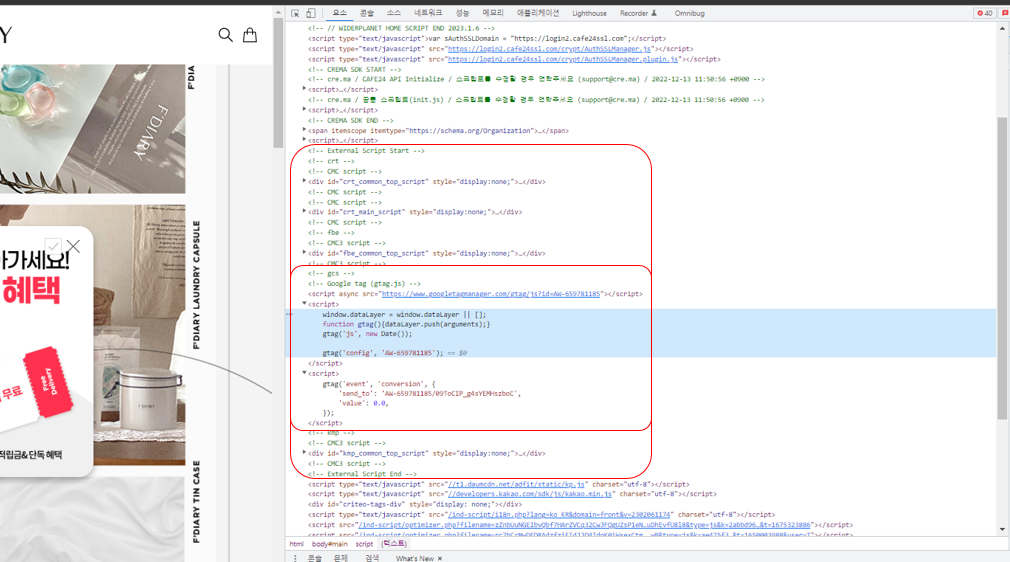 Y
F'DIARY
F'DIA
F'DIARY LAUNDRY CAPSULE
F'DIARY TIN CASE
아가세요!
혜택
무료
Free
Delivery
적립금&단독 혜택
요소 콘솔 소스 네트워크 성능 메모리 애플리케이션 Lighthouse Recorder Omnibug
40
<!-- // WIDERPLANET HOME SCRIPT END 2023.1.6 -->
<script type="text/javascript">var sAuthSSLDomain = "https://login2.cafe24ssl.com";</script>
<script type="text/javascript" src="https://login2.cafe24ssl.com/crypt/AuthSSLManager.js"></script>
<script type="text/javascript" src="https://login2.cafe24ssl.com/crypt/AuthSSLManager.plugin.js"></script>
<!-- CREMA SDK START -->
<!-- cre.ma / CAFE24 API Initialize / 스크립트를 수정할 경우 연락주세요 (support@cre.ma) / 2022-12-13 11:50:56 +0900 -->
<script>…</script>
<!-- cre.ma / 공통 스크립트(init.js) / 스크립트를 수정할 경우 연락주세요 (support@cre.ma) / 2022-12-13 11:50:56 +0900 -->
<script>…</script>
<!-- CREMA SDK END -->
<span itemscope itemtype="https://schema.org/Organization">…</span>
<script>…</script>
<!-- External Script Start -->
<!-- crt -->
<!-- CMC script -->
<div id="crt_common_top_script" style="display:none;">…</div>
<!-- CMC script -->
<!-- CMC script -->
<div id="crt_main_script" style="display:none;">…</div>
<!-- CMC script -->
<!-- fbe -->
<!-- CMC3 script -->
<div id="fbe_common_top_script" style="display:none;">…</div>
<!-- CMC3 script -->
<!-- gcs -->
<!-- Google tag (gtag.js) -->
<script async src="https://www.googletagmanager.com/gtag/js?id=AW-659781185"></script>
<script>
window.dataLayer = window.dataLayer || [];
function gtag(){dataLayer.push(arguments);}
gtag('js', new Date());
gtag('config', 'AW-659781185'); == $0
</script>
<script>
gtag('event', 'conversion', {
'send_to': 'AW-659781185/09ToCIP_g4sYEMHszboC',
'value': 0.0,
});
</script>
<!-- kmp -->
<!-- CMC3 script -->
<div id="kmp_common_top_script" style="display:none;">…</div>
<!-- CMC3 script -->
<!-- External Script End -->
<script type="text/javascript" src="//t1.daumcdn.net/adfit/static/kp.js" charset="utf-8"></script>
<script type="text/javascript" src="//developers.kakao.com/sdk/js/kakao.min.js" charset="utf-8"></script>
<div id="criteo-tags-div" style="display: none;"></div>
<script type="text/javascript" src="/ind-script/i18n.php?lang=ko_KR&domain=front&v=2302061174" charset="utf-8"></script>
html body#main script (텍스트)
콘솔 문제 검색 What's New ×